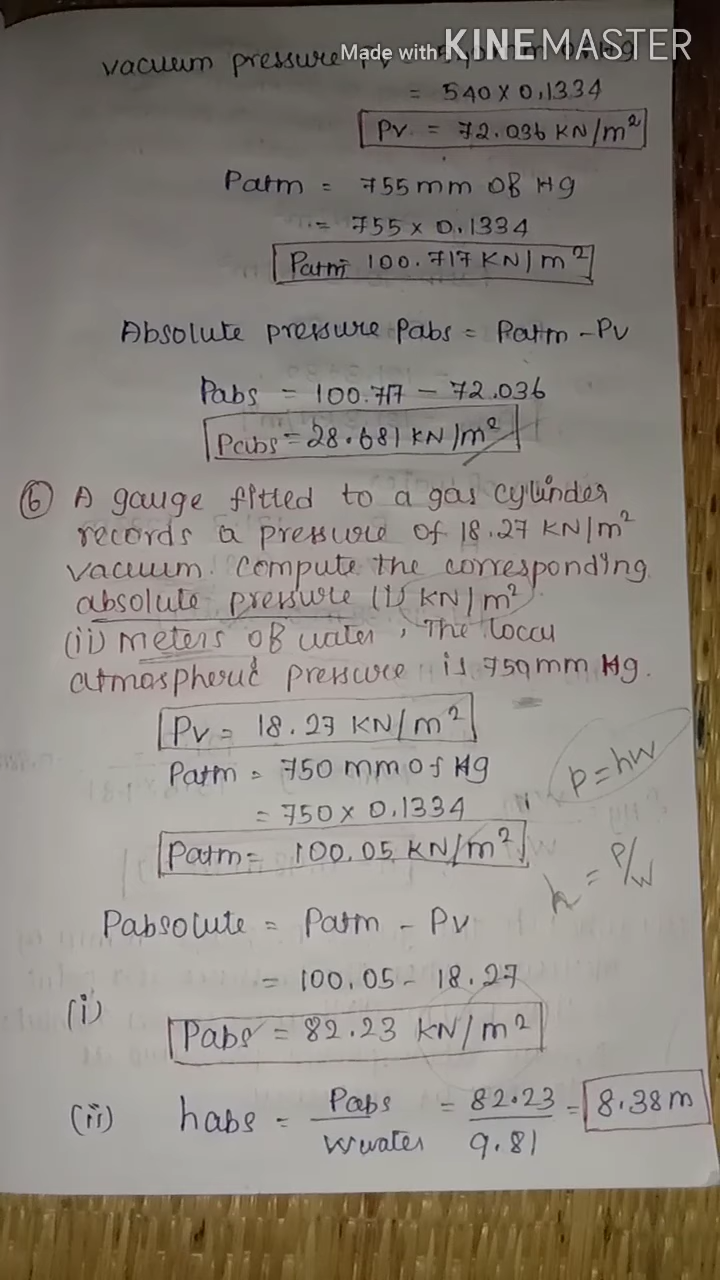 Made with KINEMASTER
vacuum pressure Pv
= 540 x 0.1334
Pv = 72.036 KN/m²
Patm = 755 mm OB Hg
= 755 x 0.1334
Patm= 100.717 KN/m²
Absolute pressure Pabs = Patm - Pv
Pabs = 100.717 - 72.036
Pabs = 28.681 KN/m²
⑥ A gauge fitted to a gas cylinder
records a pressure of 18.27 KN/m²
vacuum. Compute the corresponding
absolute pressure (i) KN/m²
(ii) meters OB water, The local
atmospheric pressure is 750mm Hg.
Pv = 18.27 KN/m²
Patm = 750 mm of Hg
= 750 x 0.1334
Patm = 100.05 KN/m²
P=hw
h = P/w
Pabsolute = Patm - Pv
= 100.05 - 18.27
(i) Pabs = 82.23 KN/m²
(ii) habs = Pabs/Wwater = 82.23/9.81 = 8.38m